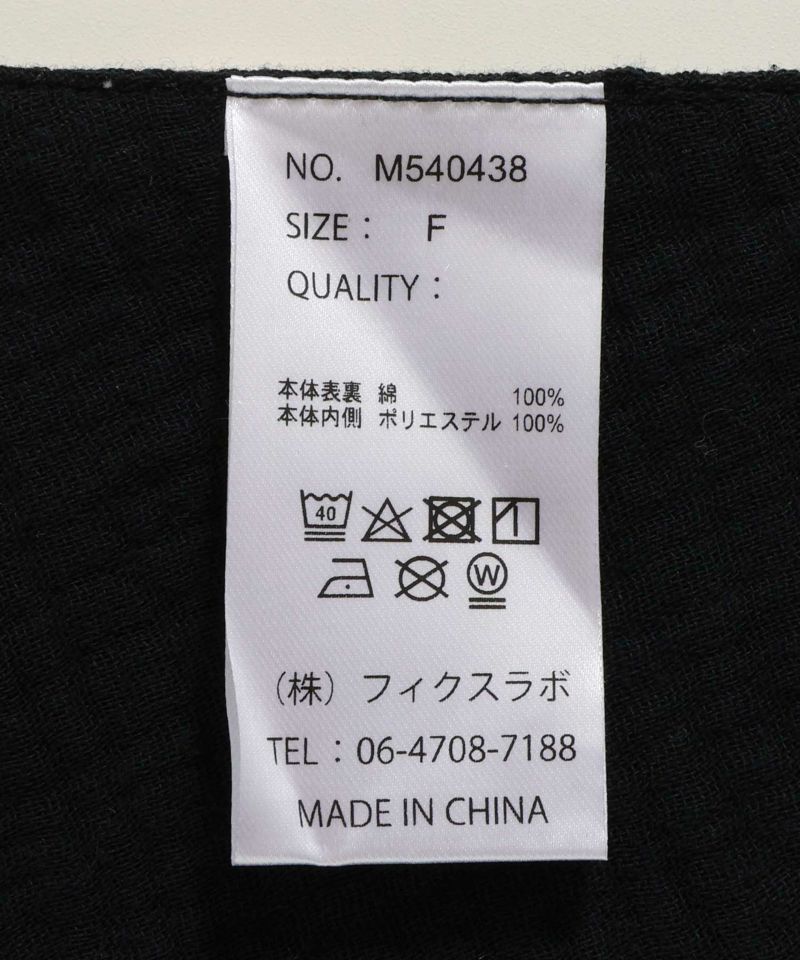 NO. M540438
SIZE： F
QUALITY：
本体表裏 綿 100%
本体内側 ポリエステル 100%
40
W
（株）フィクスラボ
TEL：06-4708-7188
MADE IN CHINA